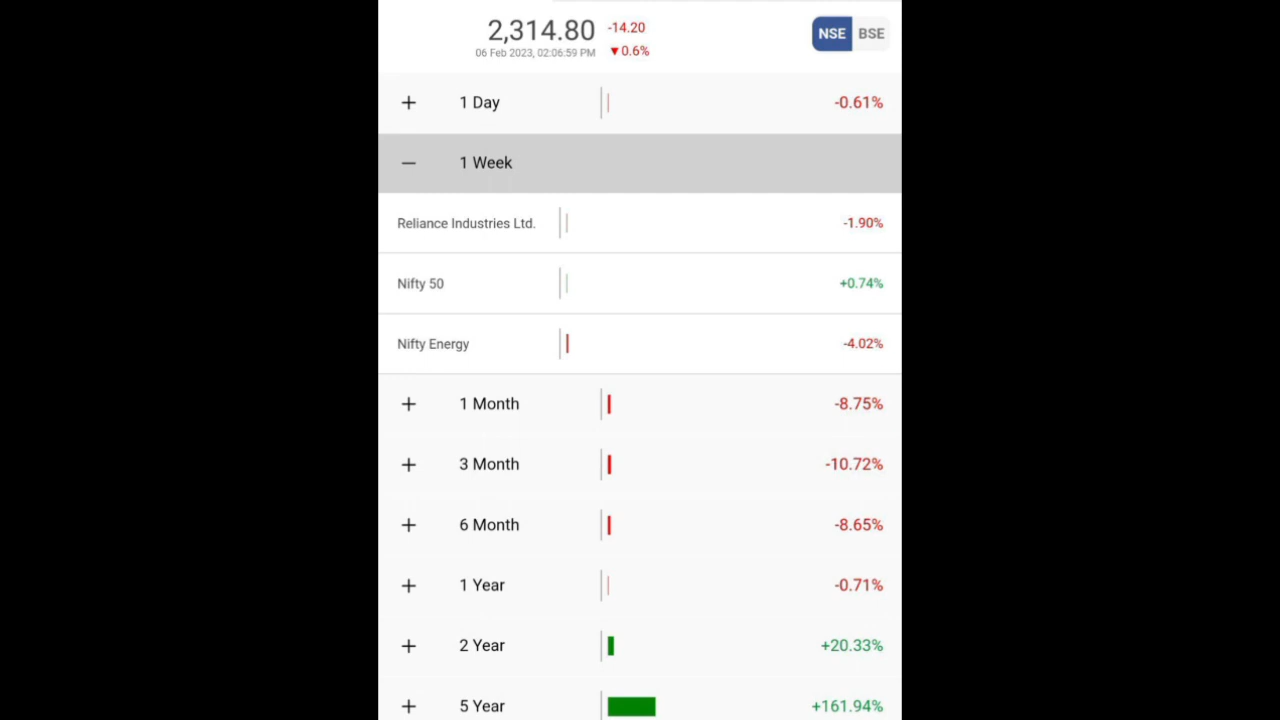 2,314.80 -14.20
06 Feb 2023, 02:06:59 PM ▼0.6%
NSE BSE
+ 1 Day -0.61%
— 1 Week
Reliance Industries Ltd. -1.90%
Nifty 50 +0.74%
Nifty Energy -4.02%
+ 1 Month -8.75%
+ 3 Month -10.72%
+ 6 Month -8.65%
+ 1 Year -0.71%
+ 2 Year +20.33%
+ 5 Year +161.94%